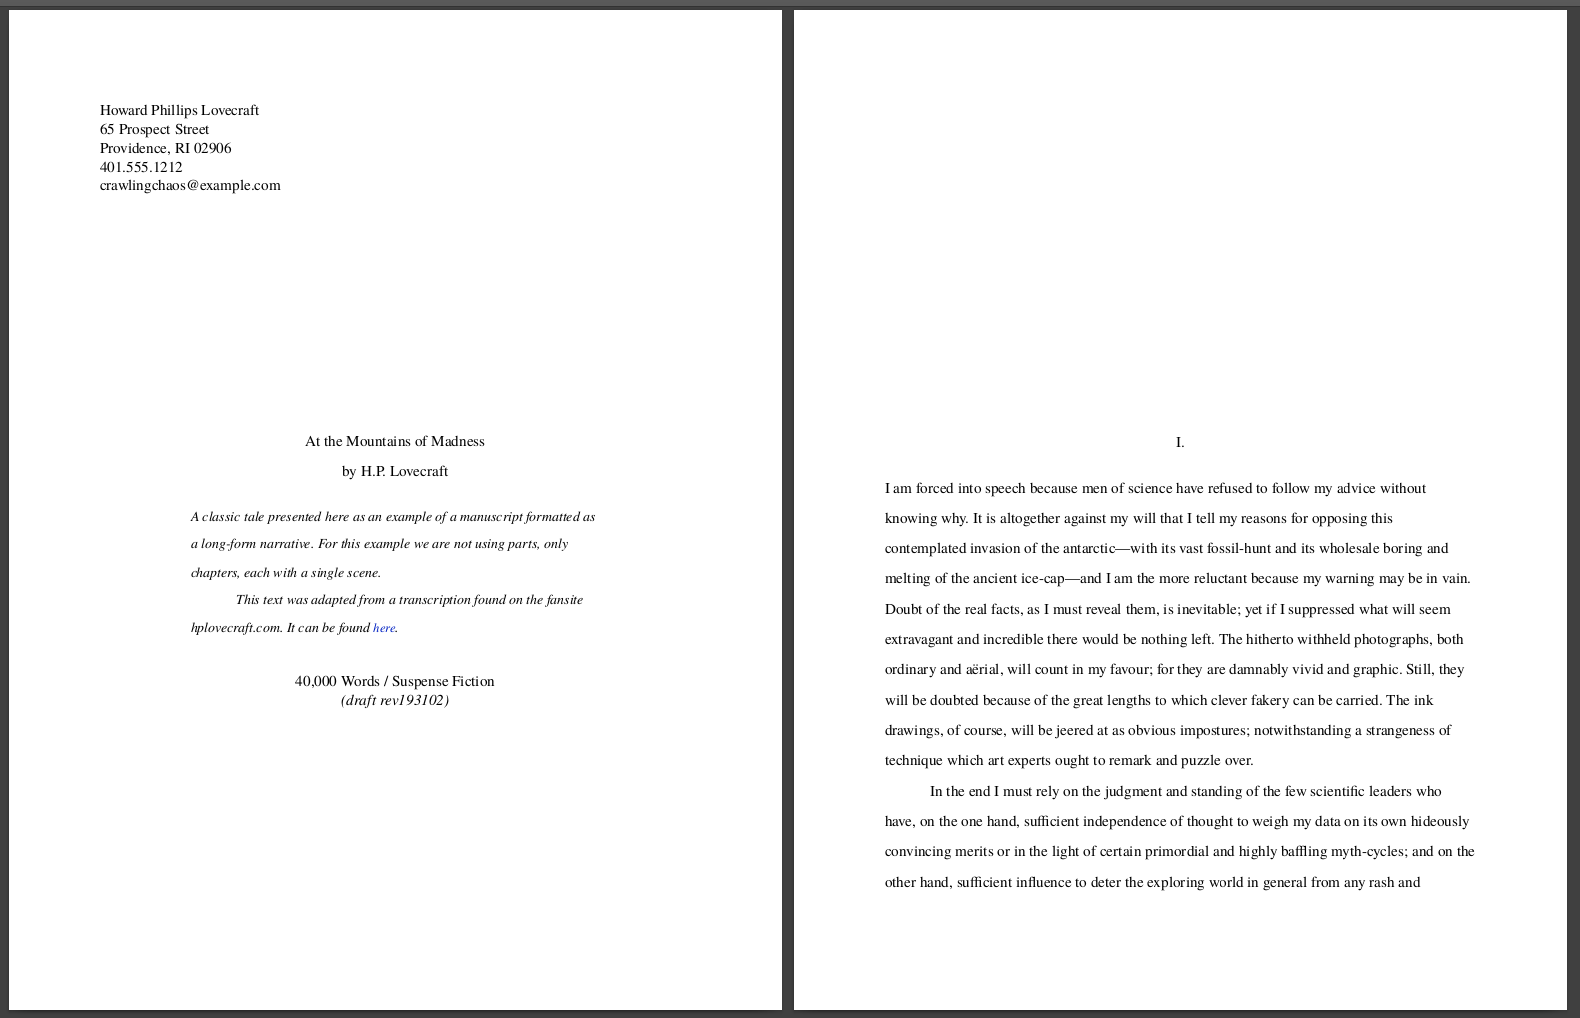 Howard Phillips Lovecraft
65 Prospect Street
Providence, RI 02906
401.555.1212
crawlingchaos@example.com
At the Mountains of Madness
by H.P. Lovecraft
A classic tale presented here as an example of a manuscript formatted as
a long-form narrative. For this example we are not using parts, only
chapters, each with a single scene.
This text was adapted from a transcription found on the fansite
hplovecraft.com. It can be found here.
40,000 Words / Suspense Fiction
(draft rev193102)
I.
I am forced into speech because men of science have refused to follow my advice without
knowing why. It is altogether against my will that I tell my reasons for opposing this
contemplated invasion of the antarctic—with its vast fossil-hunt and its wholesale boring and
melting of the ancient ice-cap—and I am the more reluctant because my warning may be in vain.
Doubt of the real facts, as I must reveal them, is inevitable; yet if I suppressed what will seem
extravagant and incredible there would be nothing left. The hitherto withheld photographs, both
ordinary and aërial, will count in my favour; for they are damnably vivid and graphic. Still, they
will be doubted because of the great lengths to which clever fakery can be carried. The ink
drawings, of course, will be jeered at as obvious impostures; notwithstanding a strangeness of
technique which art experts ought to remark and puzzle over.
In the end I must rely on the judgment and standing of the few scientific leaders who
have, on the one hand, sufficient independence of thought to weigh my data on its own hideously
convincing merits or in the light of certain primordial and highly baffling myth-cycles; and on the
other hand, sufficient influence to deter the exploring world in general from any rash and